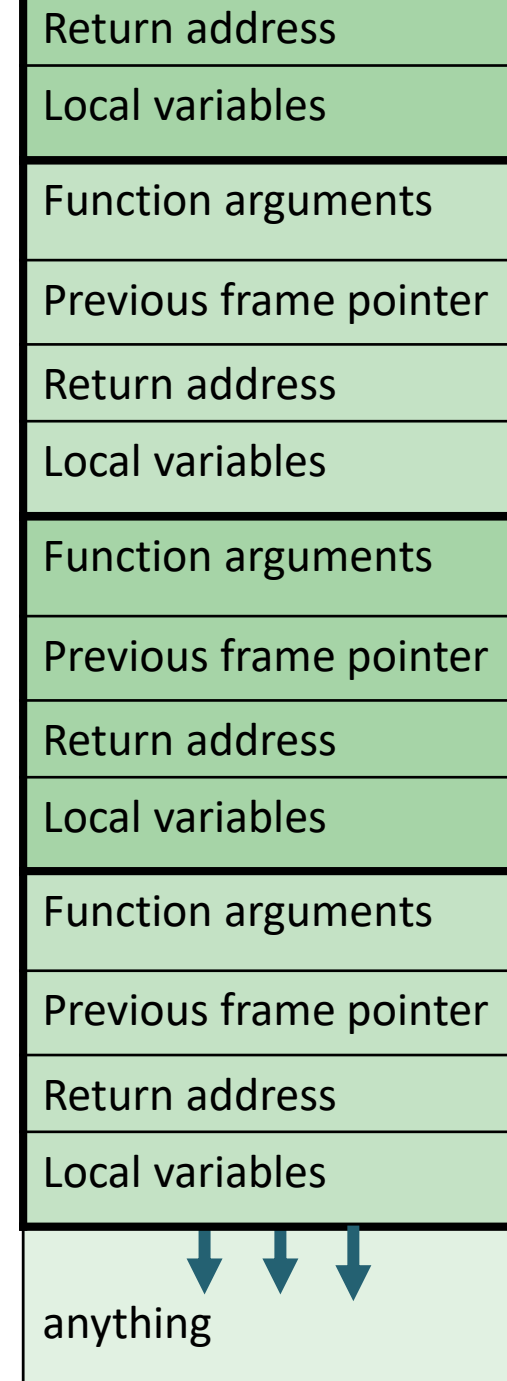 Return address
Local variables
Function arguments
Previous frame pointer
Return address
Local variables
Function arguments
Previous frame pointer
Return address
Local variables
Function arguments
Previous frame pointer
Return address
Local variables
anything